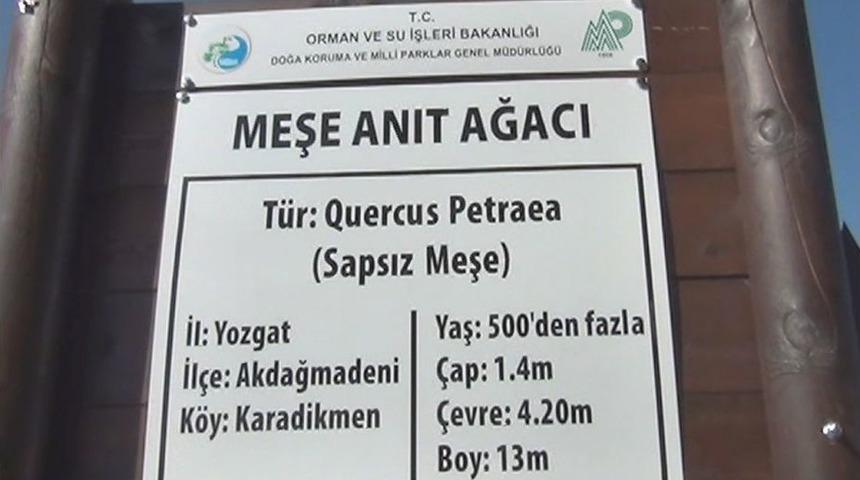 T.C.
ORMAN VE SU İŞLERİ BAKANLIĞI
DOĞA KORUMA VE MİLLİ PARKLAR GENEL MÜDÜRLÜĞÜ
MEŞE ANIT AĞACI
Tür: Quercus Petraea
(Sapsız Meşe)
İl: Yozgat
İlçe: Akdağmadeni
Köy: Karadikmen
Yaş: 500'den fazla
Çap: 1.4m
Çevre: 4.20m
Boy: 13m